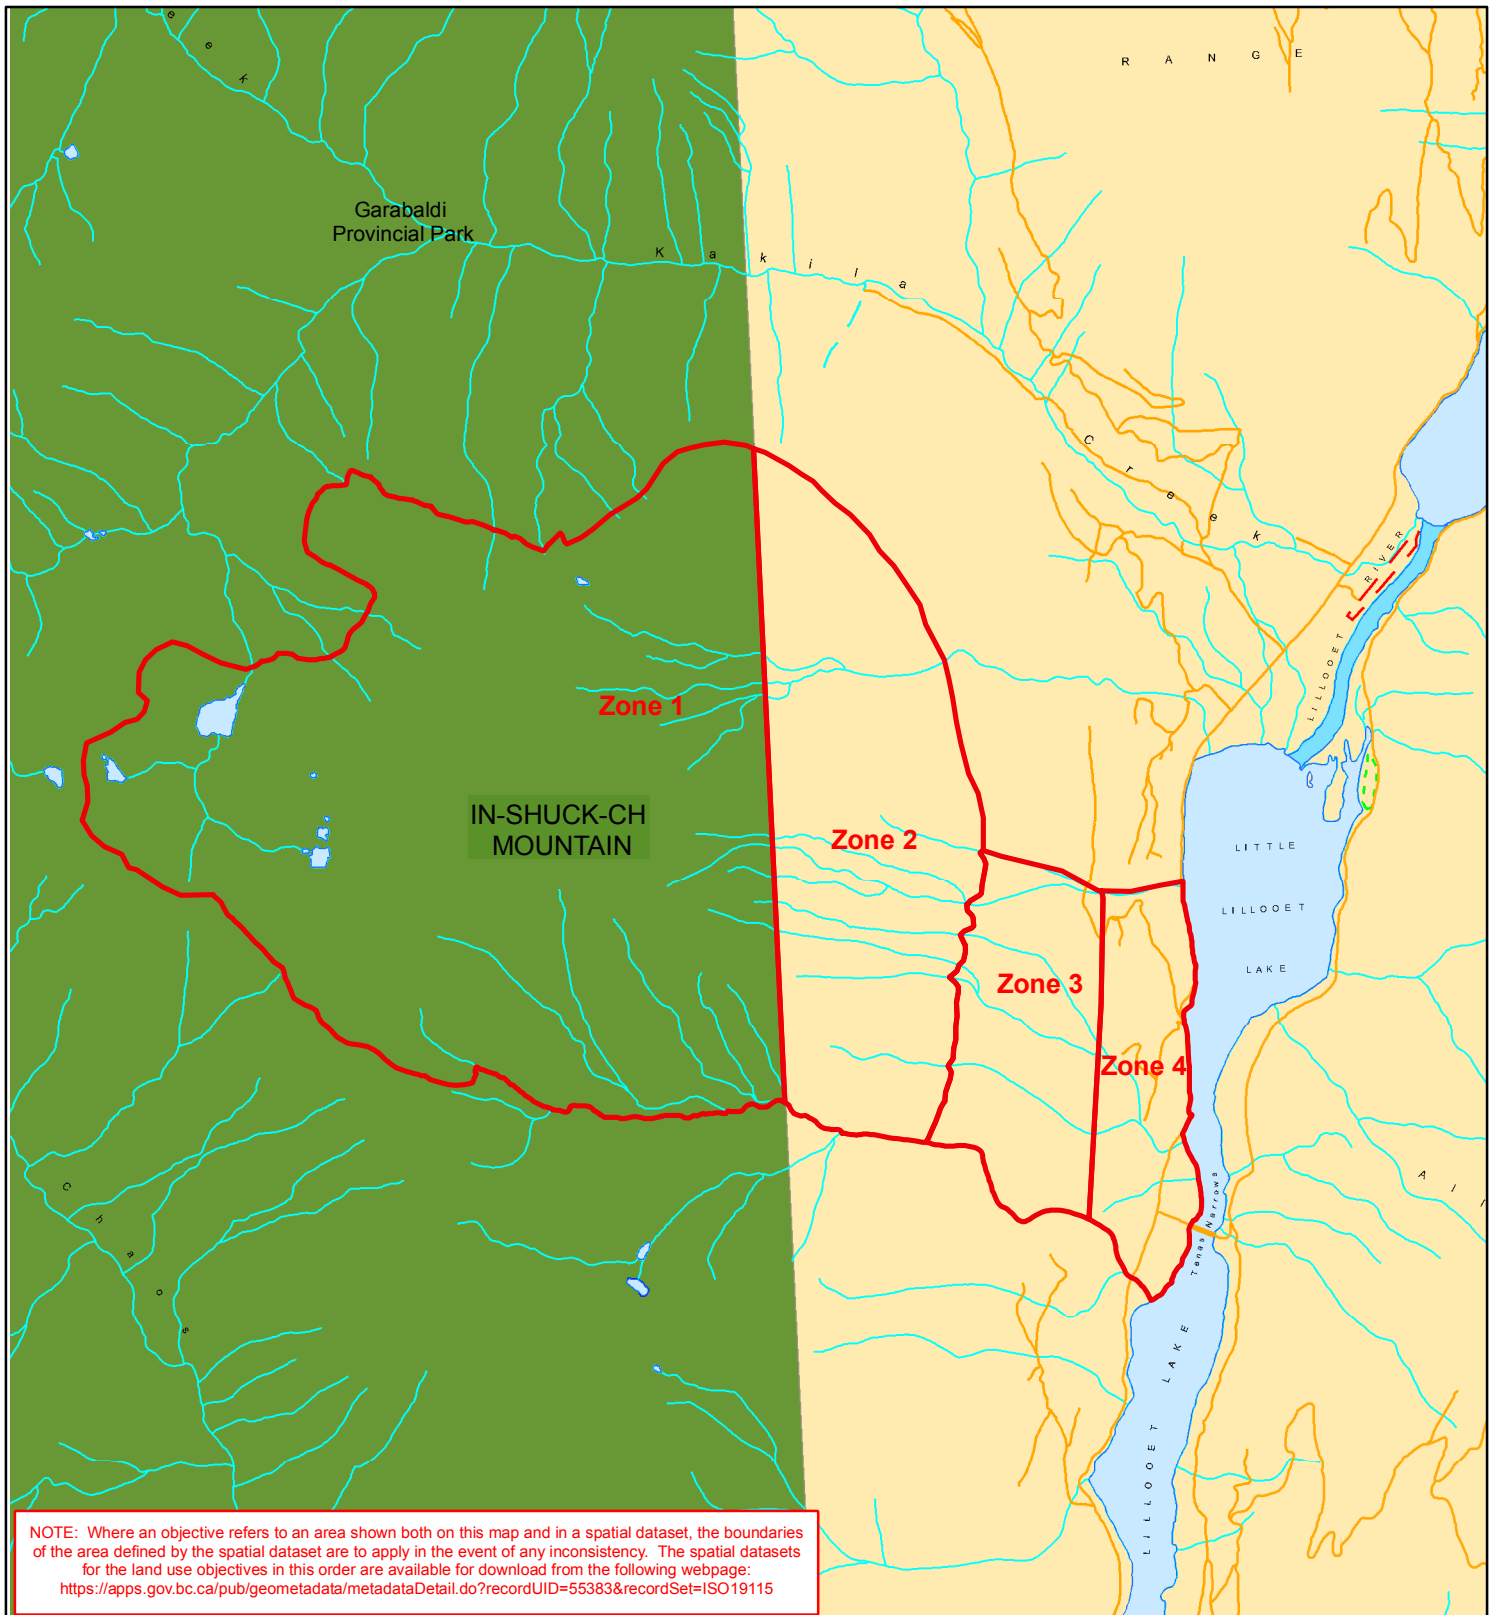 e e k
R A N G E
Garabaldi
Provincial Park
K a k i l a
C r e e k
RIVER
LILLOOET
Zone 1
IN-SHUCK-CH
MOUNTAIN
Zone 2
LITTLE
LILLOOET
LAKE
Zone 3
Zone 4
Tenas Narrows
A l l
C h a o s
LILLOOET LAKE
NOTE: Where an objective refers to an area shown both on this map and in a spatial dataset, the boundaries
of the area defined by the spatial dataset are to apply in the event of any inconsistency. The spatial datasets
for the land use objectives in this order are available for download from the following webpage:
https://apps.gov.bc.ca/pub/geometadata/metadataDetail.do?recordUID=55383&recordSet=ISO19115